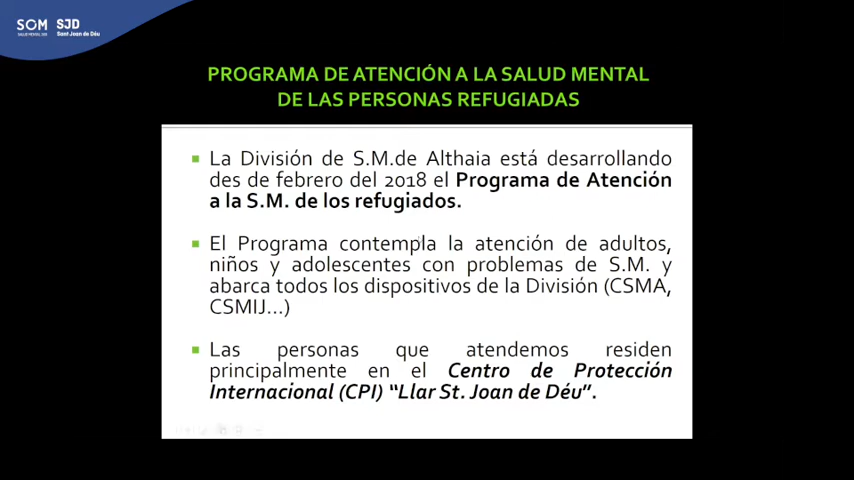 SOM
SALUD MENTAL 360
SJD
Sant Joan de Déu
PROGRAMA DE ATENCIÓN A LA SALUD MENTAL
DE LAS PERSONAS REFUGIADAS
La División de S.M.de Althaia está desarrollando
des de febrero del 2018 el Programa de Atención
a la S.M. de los refugiados.
El Programa contempla la atención de adultos,
niños y adolescentes con problemas de S.M. y
abarca todos los dispositivos de la División (CSMA,
CSMIJ...)
Las personas que atendemos residen
principalmente en el Centro de Protección
Internacional (CPI) “Llar St. Joan de Déu”.